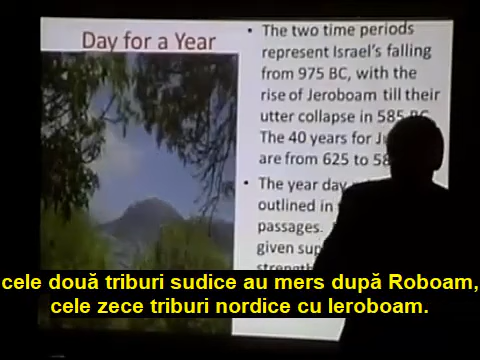 Day for a Year
• The two time periods
represent Israel's falling
from 975 BC, with the
rise of Jeroboam till their
utter collapse in 585 BC.
The 40 years for
are from 625 to
• The year day
outlined in
passages.
given
cele două triburi sudice au mers după Roboam,
cele zece triburi nordice cu Ieroboam.